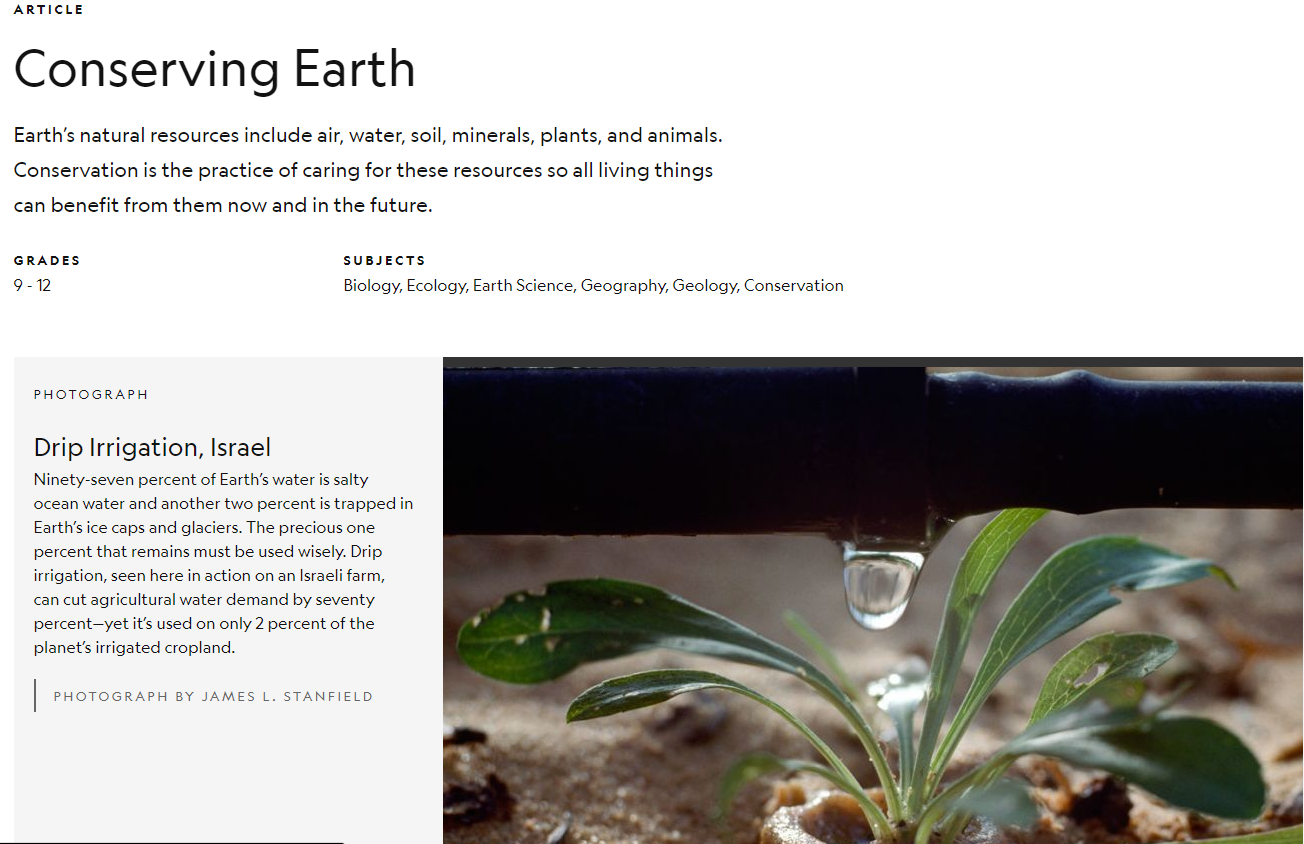 ARTICLE
Conserving Earth
Earth's natural resources include air, water, soil, minerals, plants, and animals.
Conservation is the practice of caring for these resources so all living things
can benefit from them now and in the future.
GRADES
9 - 12
SUBJECTS
Biology, Ecology, Earth Science, Geography, Geology, Conservation
PHOTOGRAPH
Drip Irrigation, Israel
Ninety-seven percent of Earth's water is salty
ocean water and another two percent is trapped in
Earth's ice caps and glaciers. The precious one
percent that remains must be used wisely. Drip
irrigation, seen here in action on an Israeli farm,
can cut agricultural water demand by seventy
percent—yet it's used on only 2 percent of the
planet's irrigated cropland.
PHOTOGRAPH BY JAMES L. STANFIELD